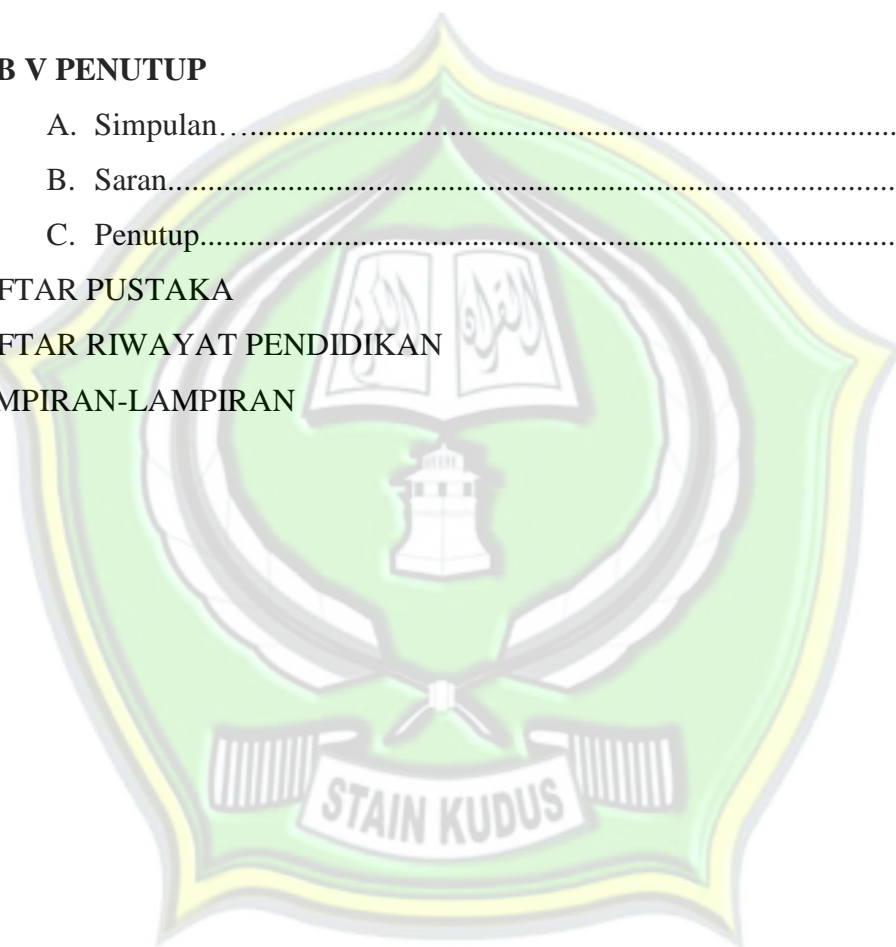 B V PENUTUP
A. Simpulan….......................................................................................
B. Saran..................................................................................................
C. Penutup..............................................................................................
FTAR PUSTAKA
FTAR RIWAYAT PENDIDIKAN
MPIRAN-LAMPIRAN
STAIN KUDUS